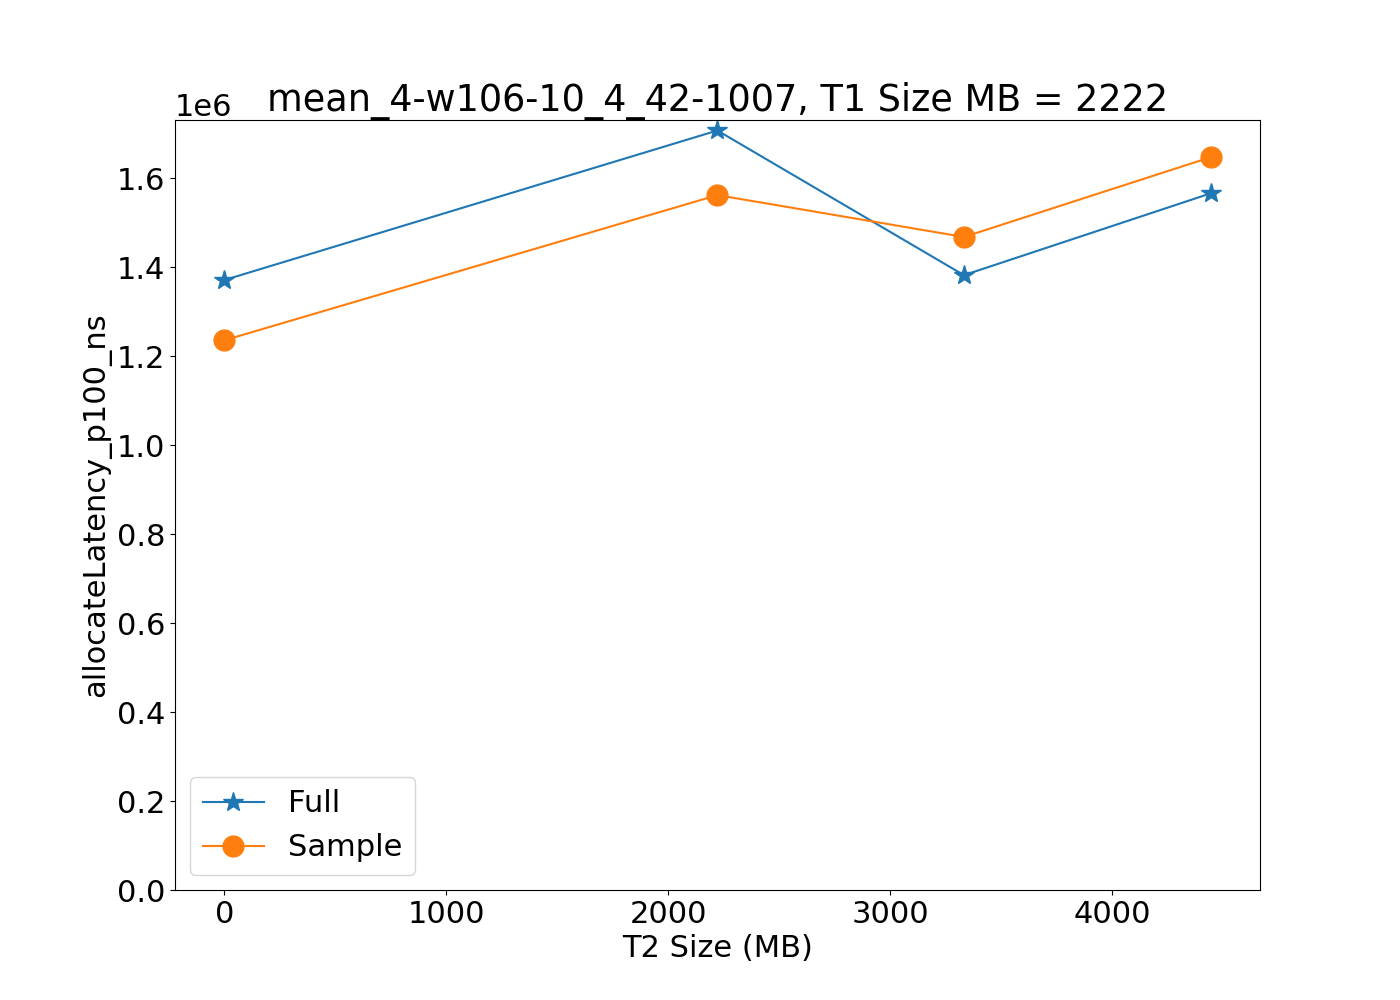 1e6
mean_4-w106-10_4_42-1007, T1 Size MB = 2222
allocateLatency_p100_ns
1.6
1.4
1.2
1.0
0.8
0.6
0.4
0.2
0.0
Full
Sample
0 1000 2000 3000 4000
T2 Size (MB)